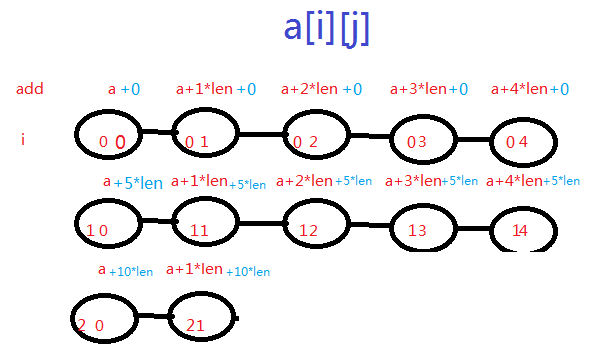 a[i][j]
add a+0 a+1*len+0 a+2*len+0 a+3*len+0 a+4*len+0
i 0 0 0 1 0 2 03 0 4
a+5*len a+1*len+5*len a+2*len+5*len a+3*len+5*len a+4*len+5*len
1 0 11 12 13 14
a+10*len a+1*len+10*len
2 0 21